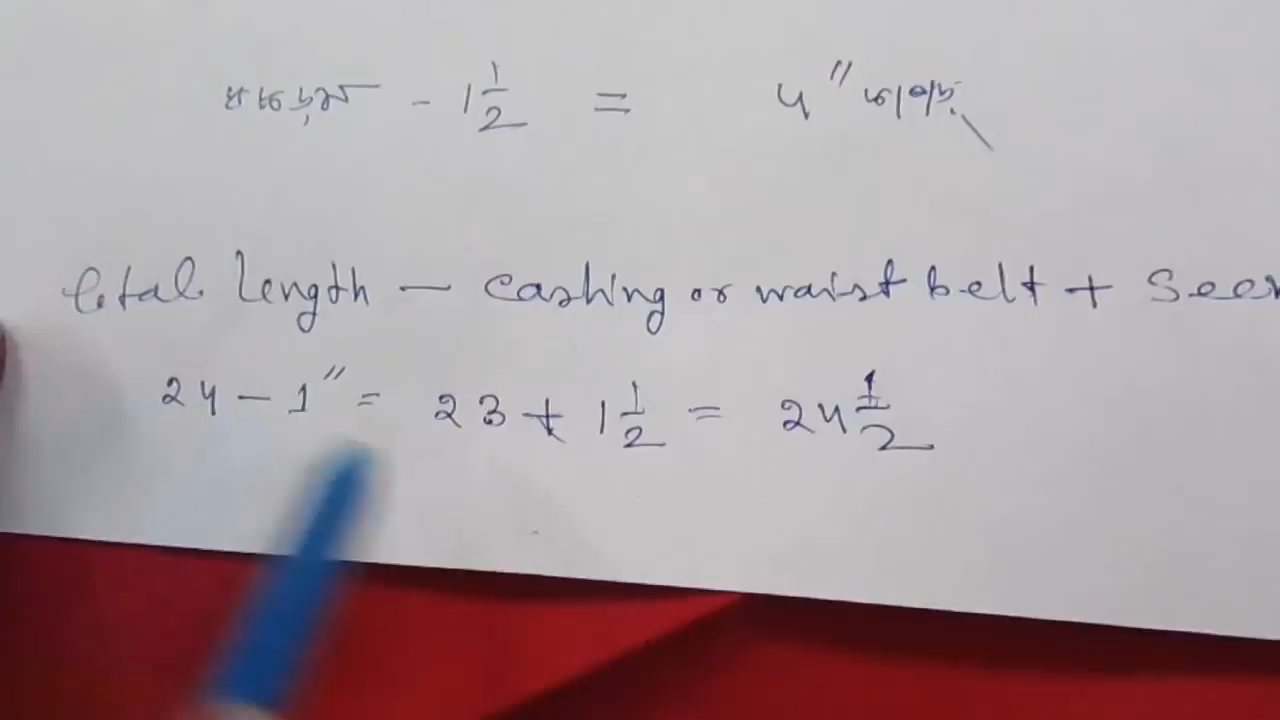 - 1 1/2 = 4"
total length - cashing or waist belt + Seem
24 - 1" = 23 + 1 1/2 = 24 1/2